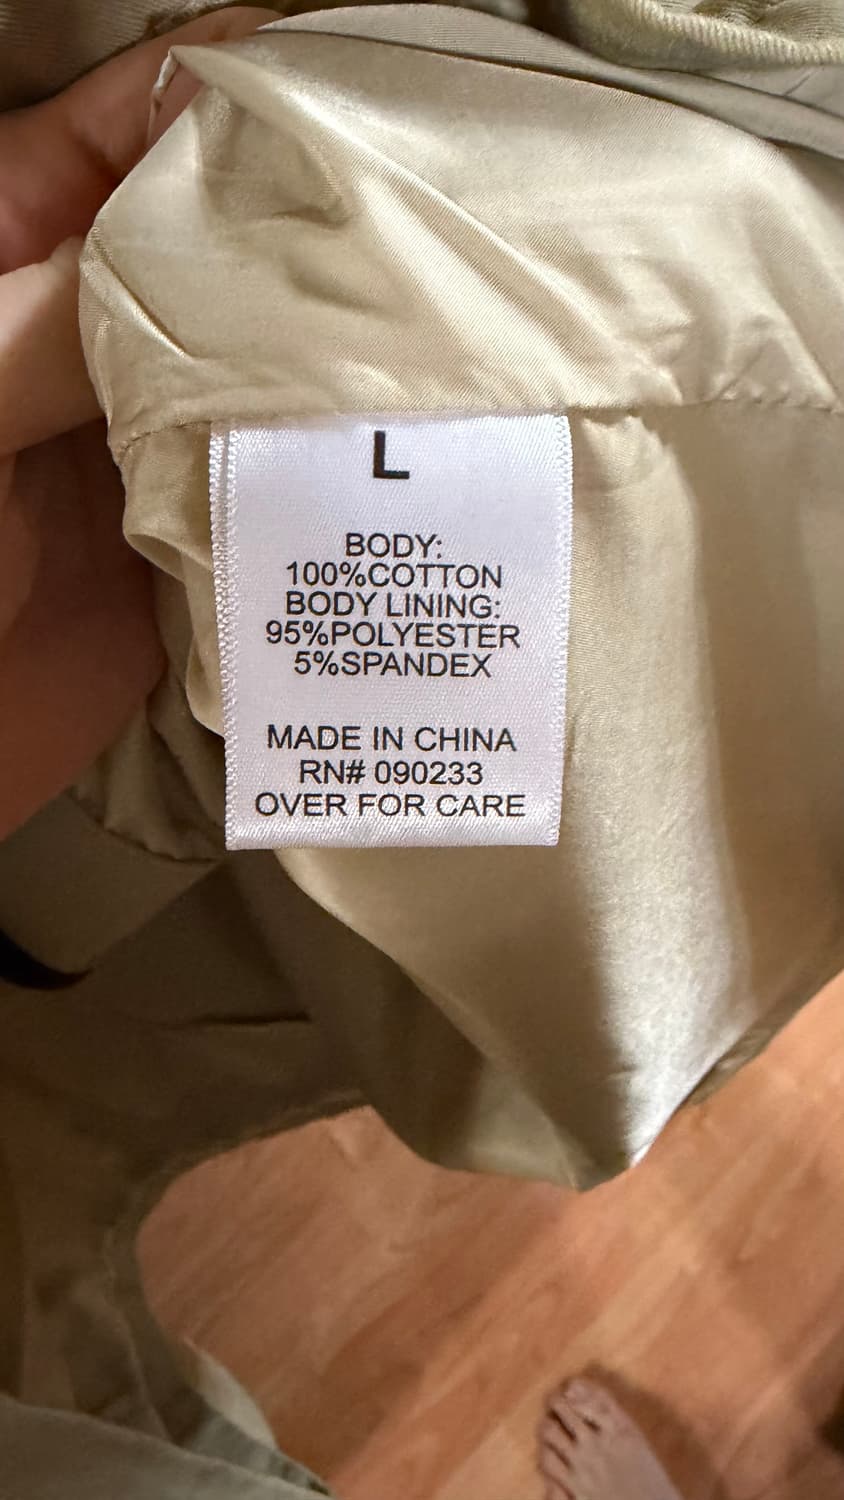 L
BODY:
100%COTTON
BODY LINING:
95%POLYESTER
5%SPANDEX
MADE IN CHINA
RN# 090233
OVER FOR CARE